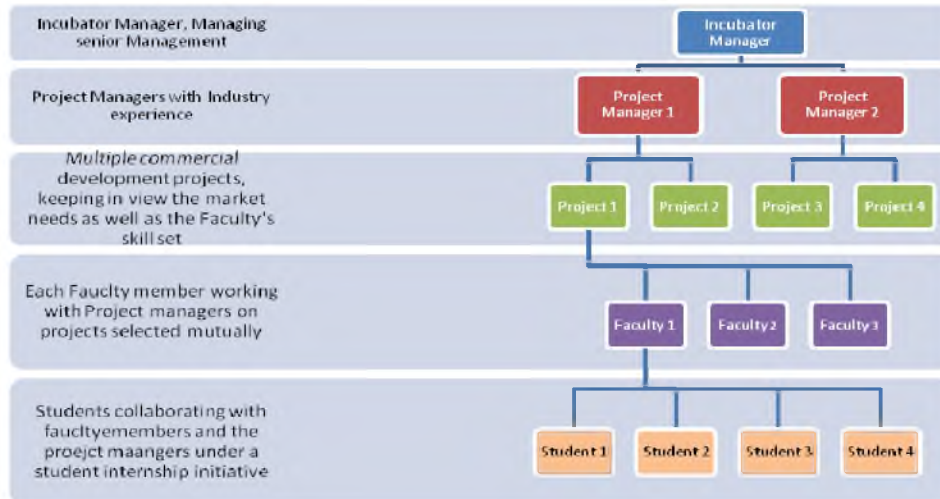 Incubator Manager, Managing
senior Management
Incubator
Manager
Project Managers with Industry
experience
Project
Manager 1
Project
Manager 2
Multiple commercial
development projects,
keeping in view the market
needs as well as the Faculty's
skill set
Project 1
Project 2
Project 3
Project 4
Each Fauclty member working
with Project managers on
projects selected mutually
Faculty 1
Faculty 2
Faculty 3
Students collaborating with
faucltyemembers and the
proejct maangers under a
student internship initiative
Student 1
Student 2
Student 3
Student 4